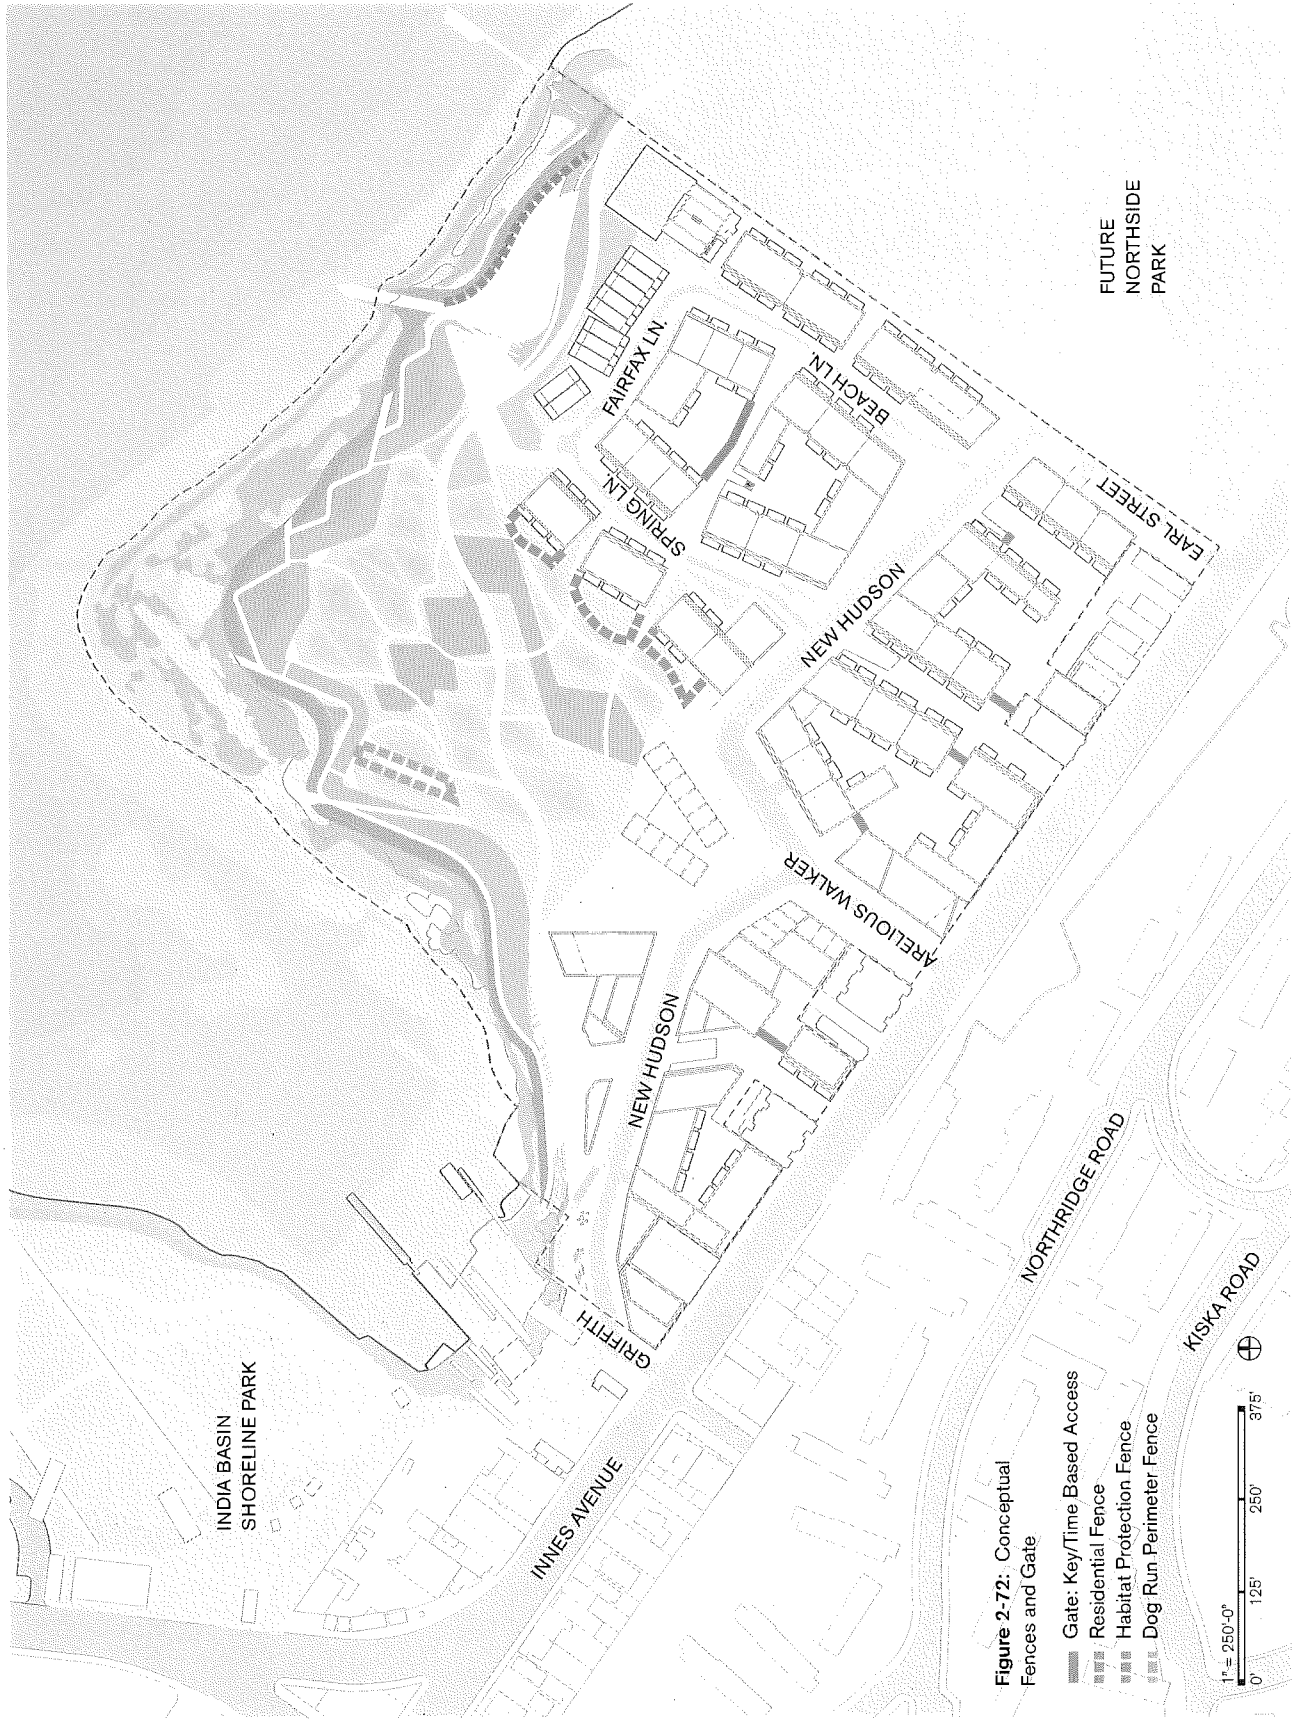 INDIA BASIN
SHORELINE PARK
FUTURE
NORTHSIDE
PARK
FAIRFAX LN.
SPRING LN.
BEACH LN.
NEW HUDSON
EARL STREET
ARELIOUS WALKER
NEW HUDSON
GRIFFITH
INNES AVENUE
NORTHRIDGE ROAD
KISKA ROAD
Figure 2-72: Conceptual
Fences and Gate
Gate: Key/Time Based Access
Residential Fence
Habitat Protection Fence
Dog Run Perimeter Fence
1" = 250'-0"
0' 125' 250' 375'